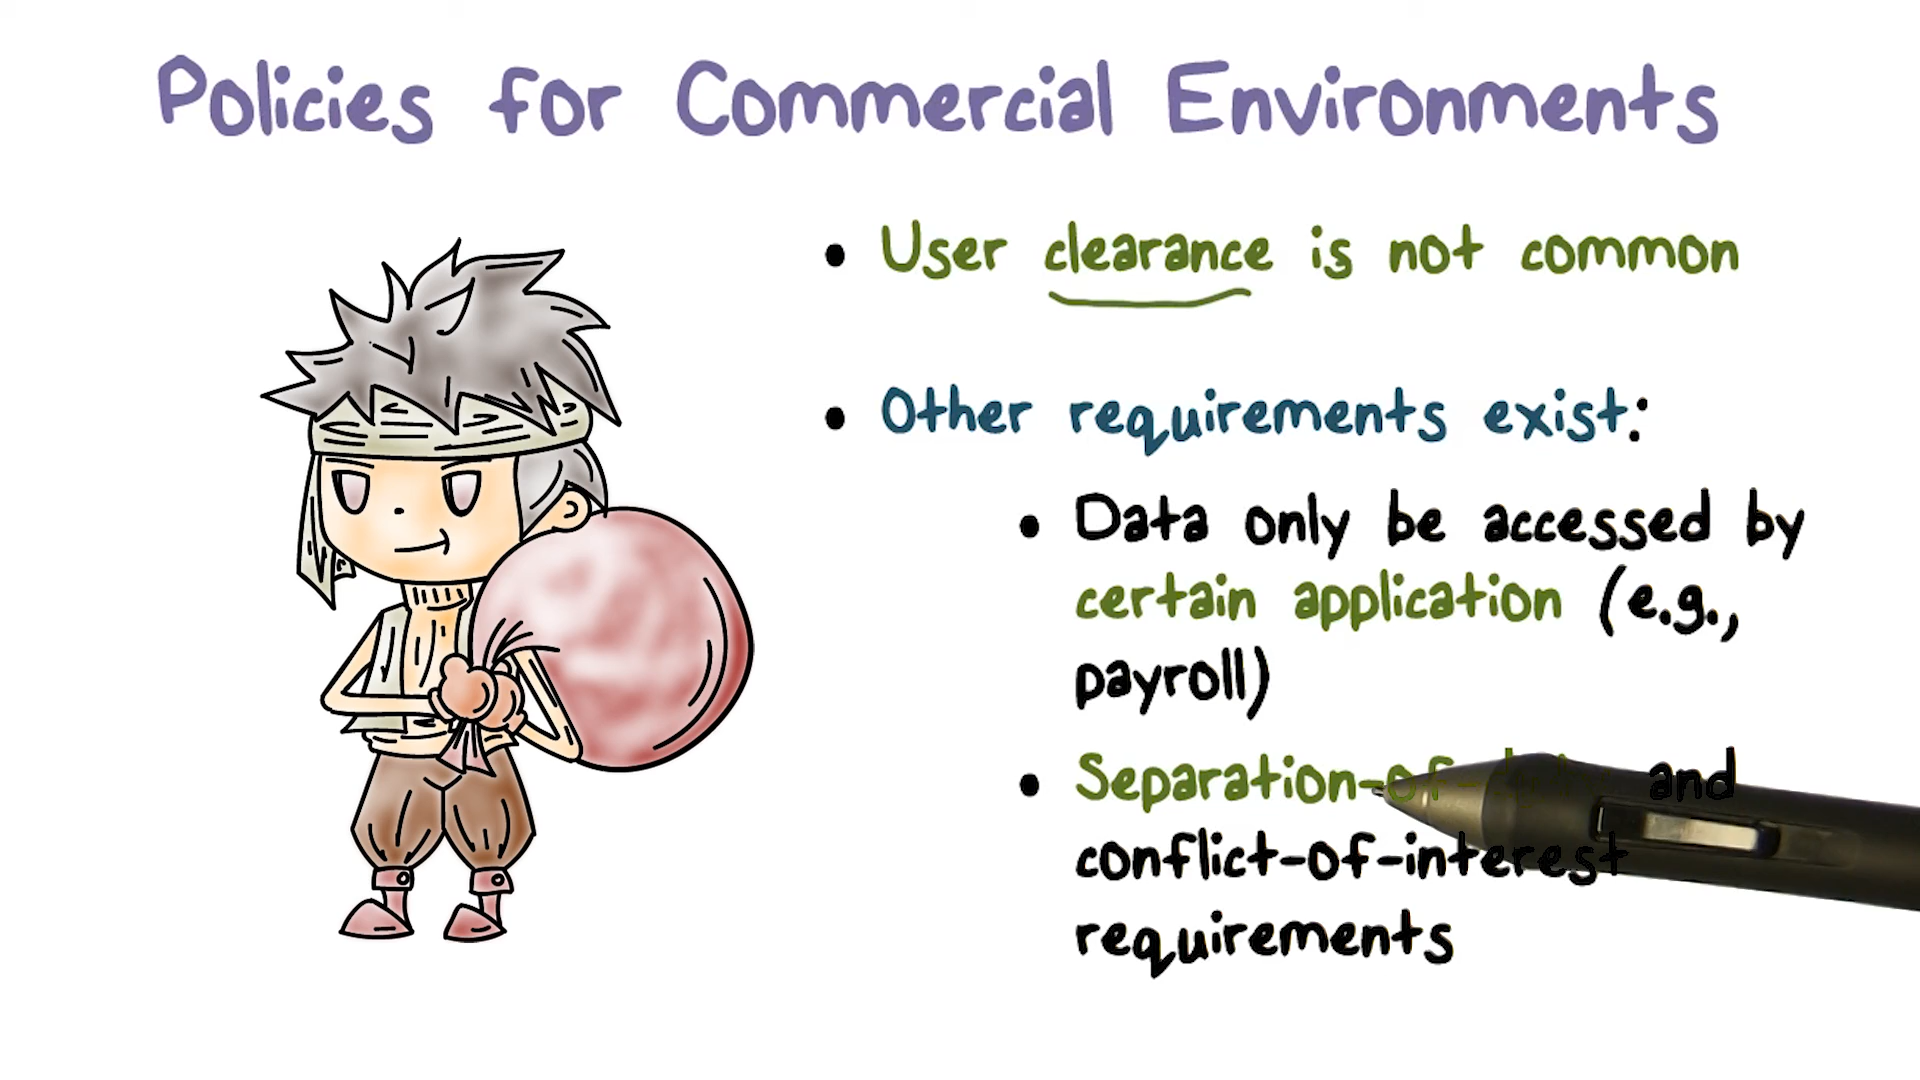 Policies for Commercial Environments
• User clearance is not common
• Other requirements exist:
• Data only be accessed by
certain application (e.g.,
payroll)
• Separation-of- and
conflict-of-interest
requirements